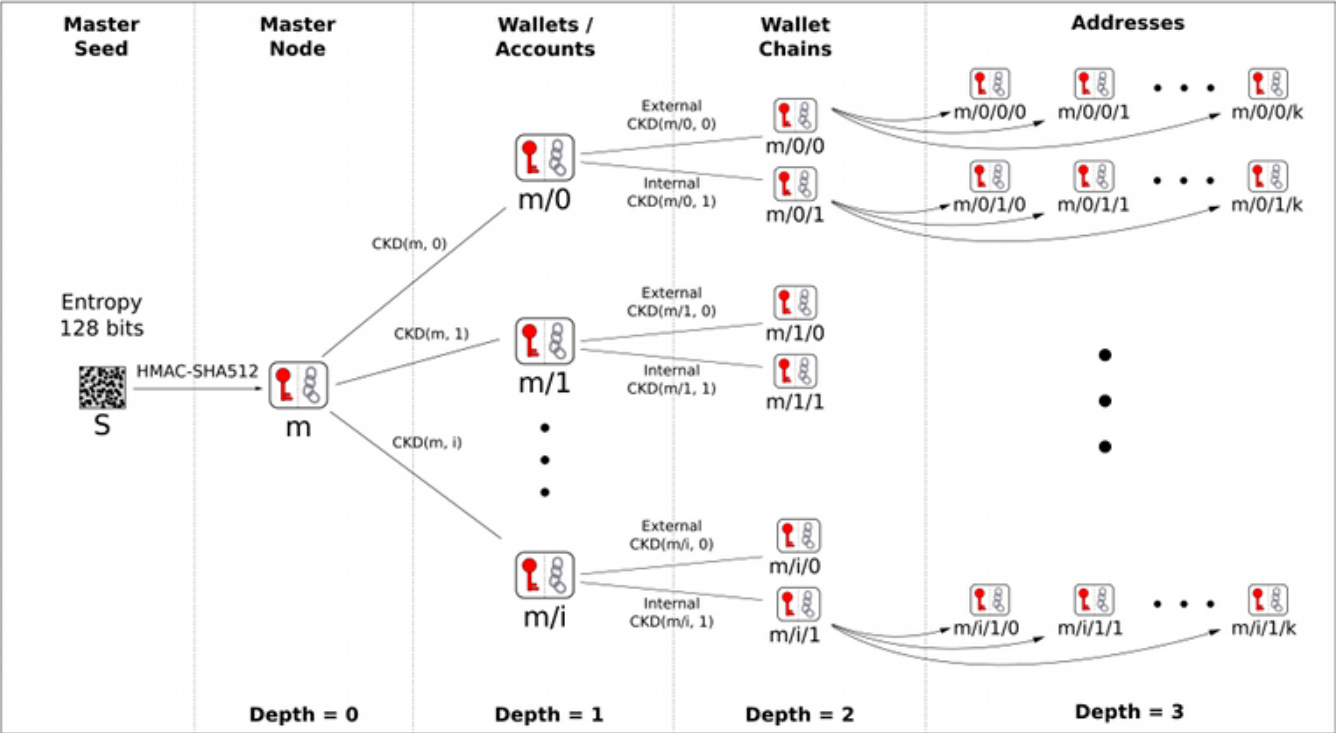 Master
Seed
Master
Node
Wallets /
Accounts
Wallet
Chains
Addresses
Entropy
128 bits
S
HMAC-SHA512
m
CKD(m, 0)
CKD(m, 1)
CKD(m, i)
m/0
m/1
m/i
External
CKD(m/0, 0)
Internal
CKD(m/0, 1)
External
CKD(m/1, 0)
Internal
CKD(m/1, 1)
External
CKD(m/i, 0)
Internal
CKD(m/i, 1)
m/0/0
m/0/1
m/1/0
m/1/1
m/i/0
m/i/1
m/0/0/0 m/0/0/1 m/0/0/k
m/0/1/0 m/0/1/1 m/0/1/k
m/i/1/0 m/i/1/1 m/i/1/k
Depth = 0
Depth = 1
Depth = 2
Depth = 3